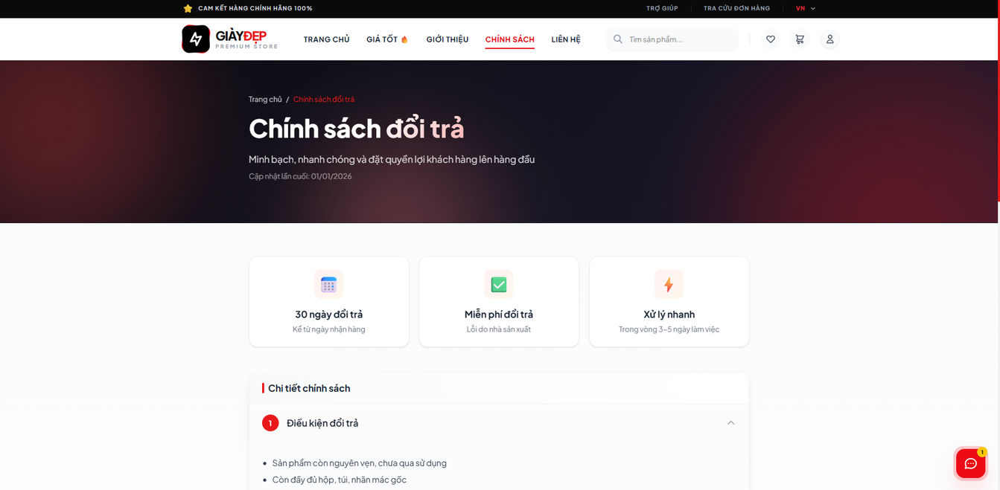 CAM KẾT HÀNG CHÍNH HÃNG 100%
TRỢ GIÚP
TRA CỨU ĐƠN HÀNG
VN
GIÀYĐẸP
PREMIUM STORE
TRANG CHỦ
GIÁ TỐT
GIỚI THIỆU
CHÍNH SÁCH
LIÊN HỆ
Tìm sản phẩm...
Trang chủ / Chính sách đổi trả
Chính sách đổi trả
Minh bạch, nhanh chóng và đặt quyền lợi khách hàng lên hàng đầu
Cập nhật lần cuối: 01/01/2026
30 ngày đổi trả
Kể từ ngày nhận hàng
Miễn phí đổi trả
Lỗi do nhà sản xuất
Xử lý nhanh
Trong vòng 3–5 ngày làm việc
Chi tiết chính sách
1 Điều kiện đổi trả
• Sản phẩm còn nguyên vẹn, chưa qua sử dụng
• Còn đầy đủ hộp, túi, nhãn mác gốc
1